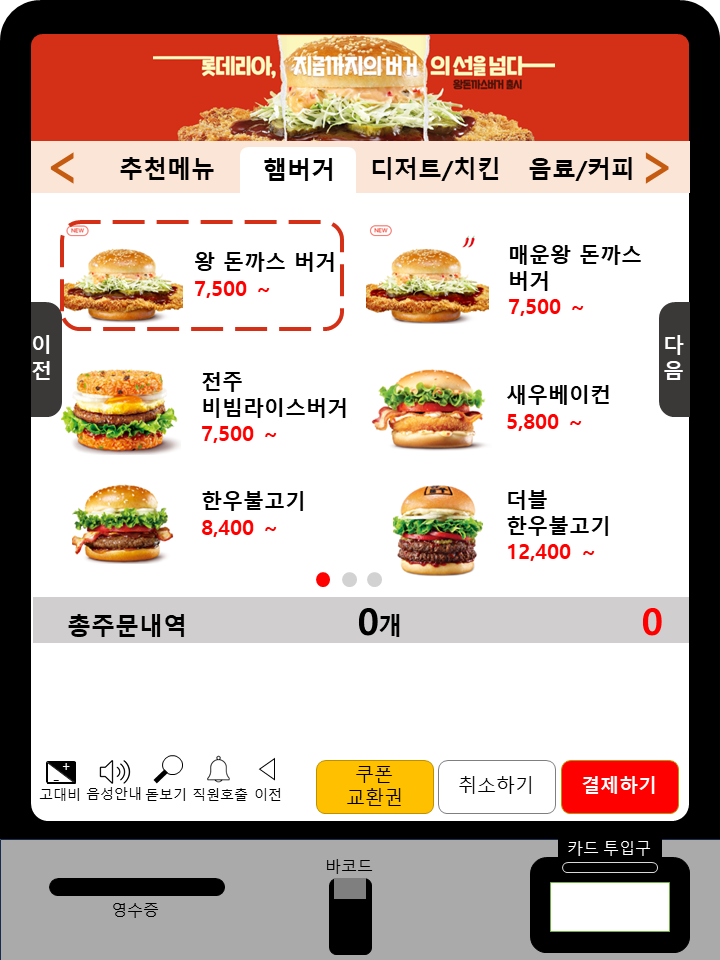 롯데리아, 지금까지의 버거 의 선을 넘다
왕돈까스버거 출시
< 추천메뉴 햄버거 디저트/치킨 음료/커피 >
NEW
왕 돈까스 버거
7,500 ~
NEW
매운왕 돈까스
버거
7,500 ~
이전
다음
전주
비빔라이스버거
7,500 ~
새우베이컨
5,800 ~
한우불고기
8,400 ~
더블
한우불고기
12,400 ~
총주문내역 0개 0
고대비 음성안내 돋보기 직원호출 이전
쿠폰
교환권
취소하기
결제하기
카드 투입구
바코드
영수증